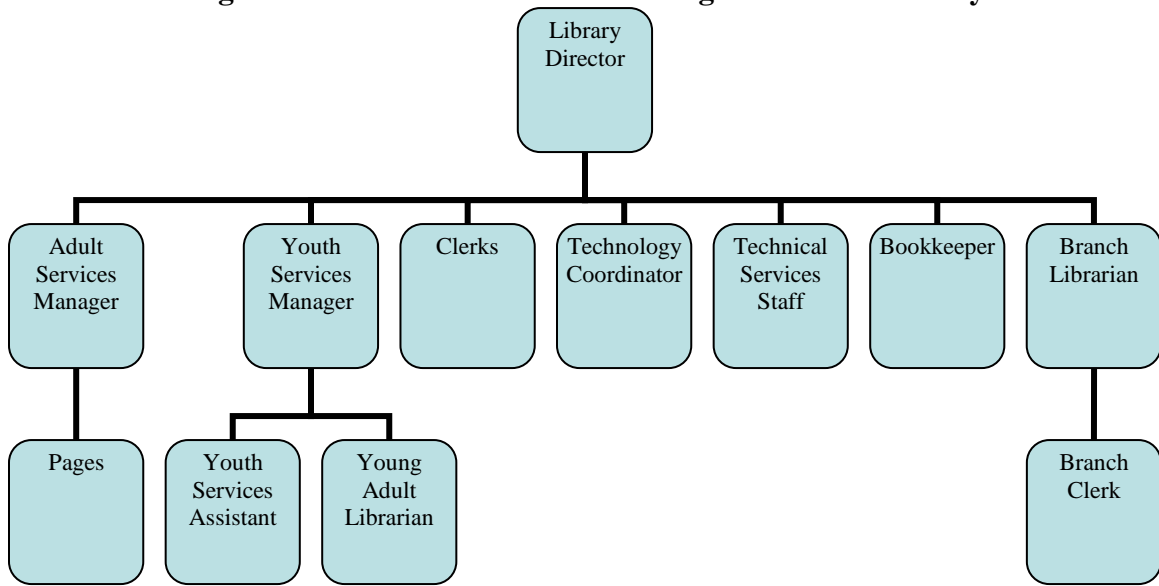 Library
Director
Adult
Services
Manager
Youth
Services
Manager
Clerks
Technology
Coordinator
Technical
Services
Staff
Bookkeeper
Branch
Librarian
Pages
Youth
Services
Assistant
Young
Adult
Librarian
Branch
Clerk